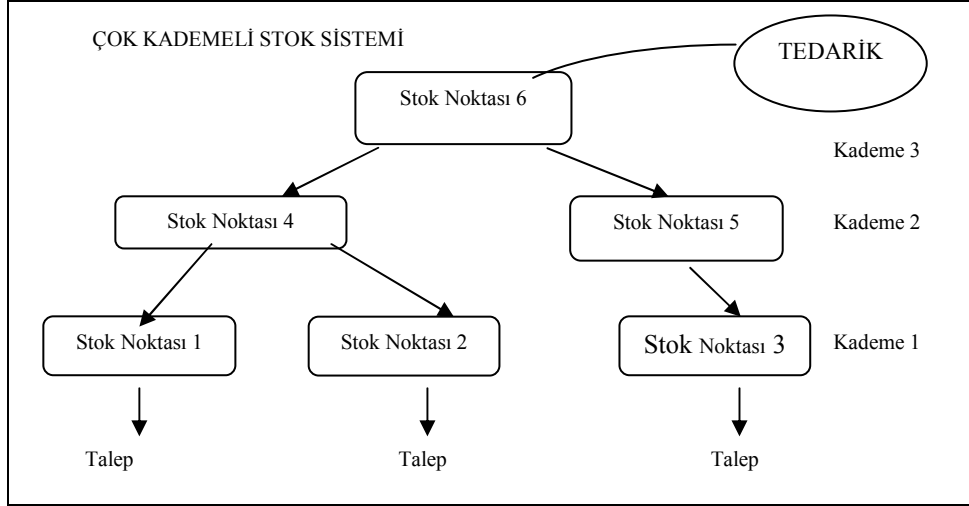 ÇOK KADEMELİ STOK SİSTEMİ
TEDARİK
Stok Noktası 6
Kademe 3
Stok Noktası 4
Stok Noktası 5
Kademe 2
Stok Noktası 1
Stok Noktası 2
Stok Noktası 3
Kademe 1
Talep
Talep
Talep